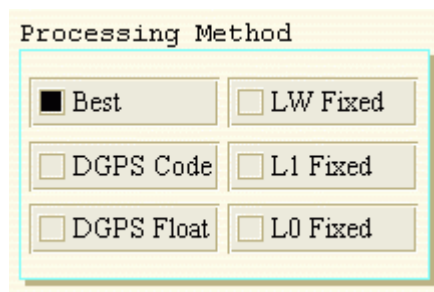 Processing Method
Best
LW Fixed
DGPS Code
L1 Fixed
DGPS Float
L0 Fixed